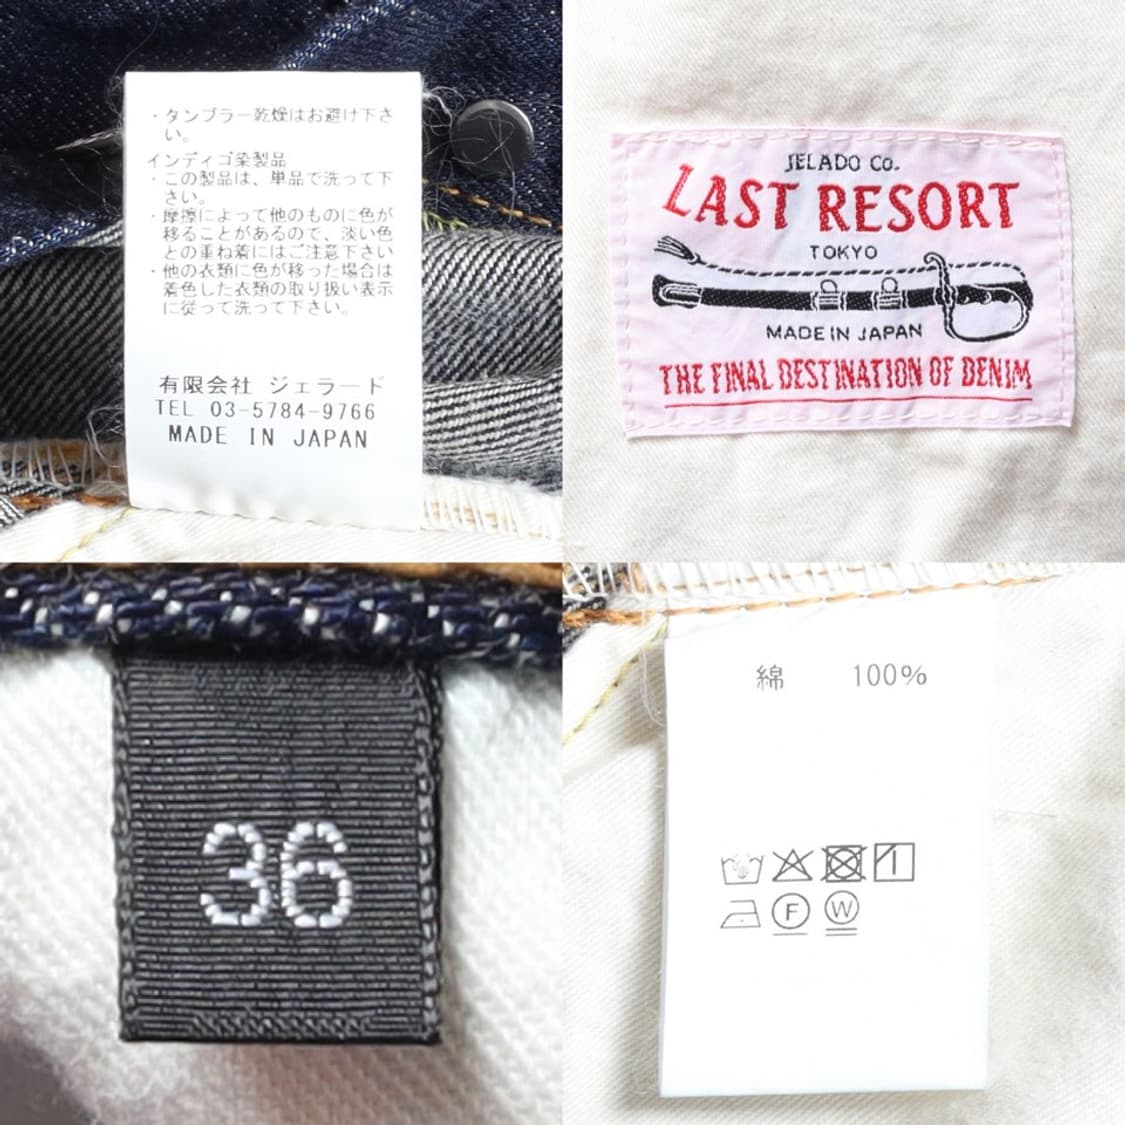 ・タンブラー乾燥はお避け下さ
い。
インディゴ染製品
・この製品は、単品で洗って下
さい。
・摩擦によって他のものに色が
移ることがあるので、淡い色
との重ね着にはご注意下さい
・他の衣類に色が移った場合は
着色した衣類の取り扱い表示
に従って洗って下さい。
有限会社 ジェラード
TEL 03-5784-9766
MADE IN JAPAN
JELADO Co.
LAST RESORT
TOKYO
MADE IN JAPAN
THE FINAL DESTINATION OF DENIM
36
綿 100%
F W